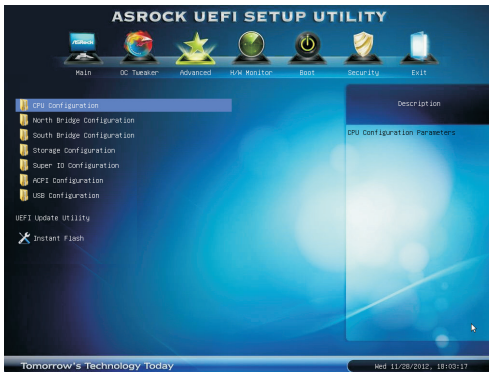 ASROCK UEFI SETUP UTILITY
ASRock
Main OC Tweaker Advanced H/W Monitor Boot Security Exit
CPU Configuration
North Bridge Configuration
South Bridge Configuration
Storage Configuration
Super IO Configuration
ACPI Configuration
USB Configuration
UEFI Update Utility
Instant Flash
Description
CPU Configuration Parameters
Tomorrow's Technology Today
Wed 11/28/2012, 18:03:17